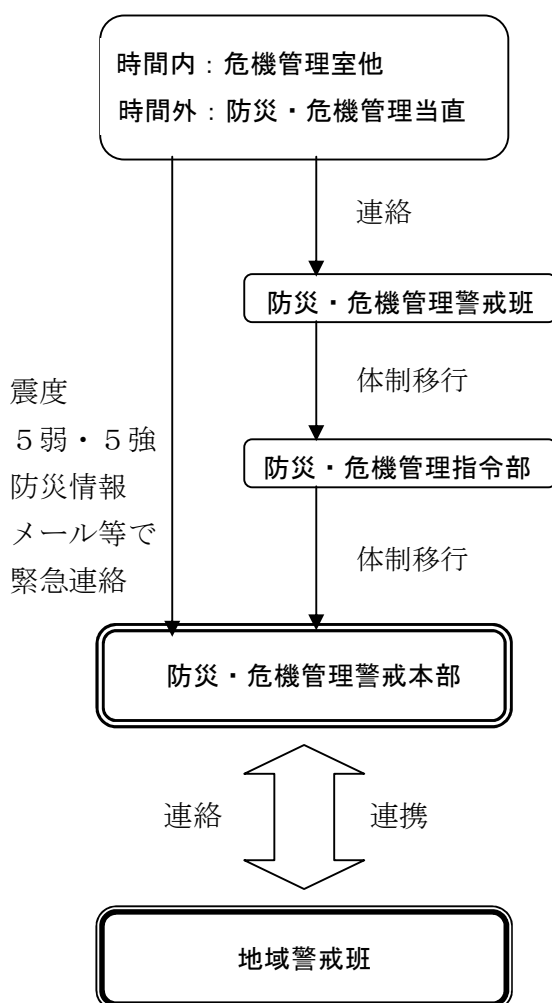 時間内：危機管理室他
時間外：防災・危機管理当直
連絡
防災・危機管理警戒班
体制移行
震度
５弱・５強
防災情報
メール等で
緊急連絡
防災・危機管理指令部
体制移行
防災・危機管理警戒本部
連絡
連携
地域警戒班